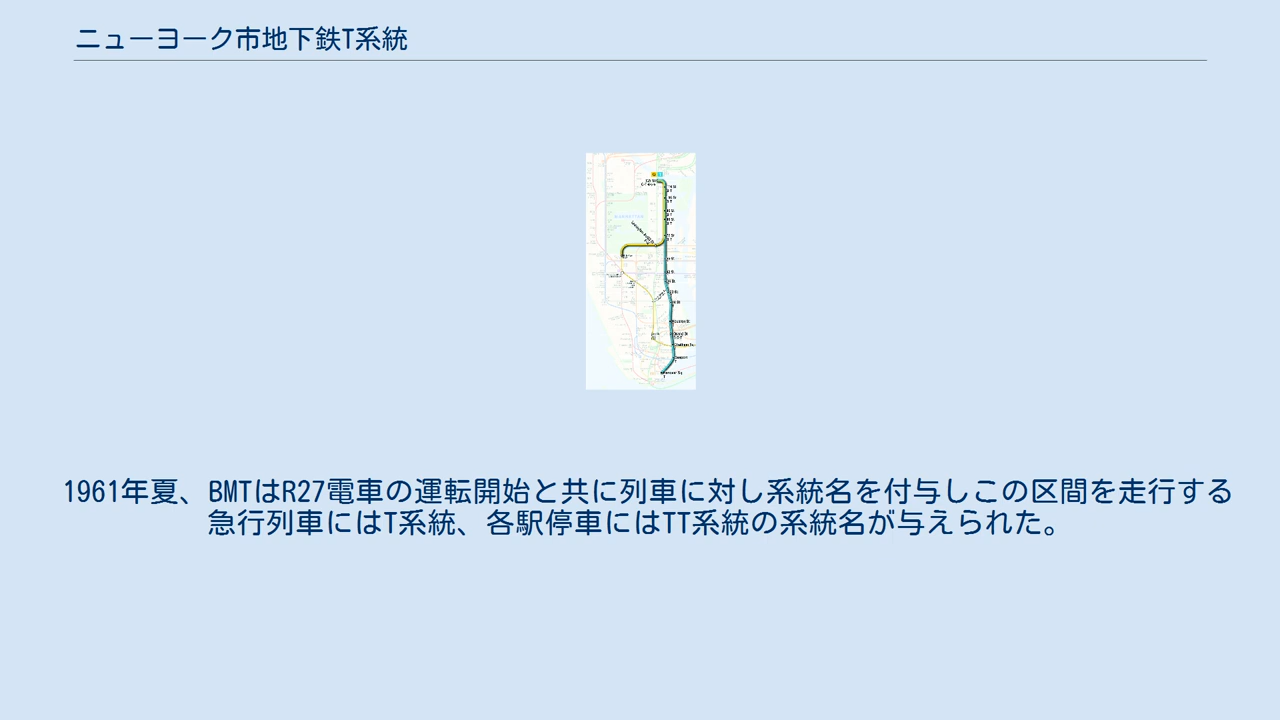 ニューヨーク市地下鉄T系統
1961年夏、BMTはR27電車の運転開始と共に列車に対し系統名を付与しこの区間を走行する
急行列車にはT系統、各駅停車にはTT系統の系統名が与えられた。